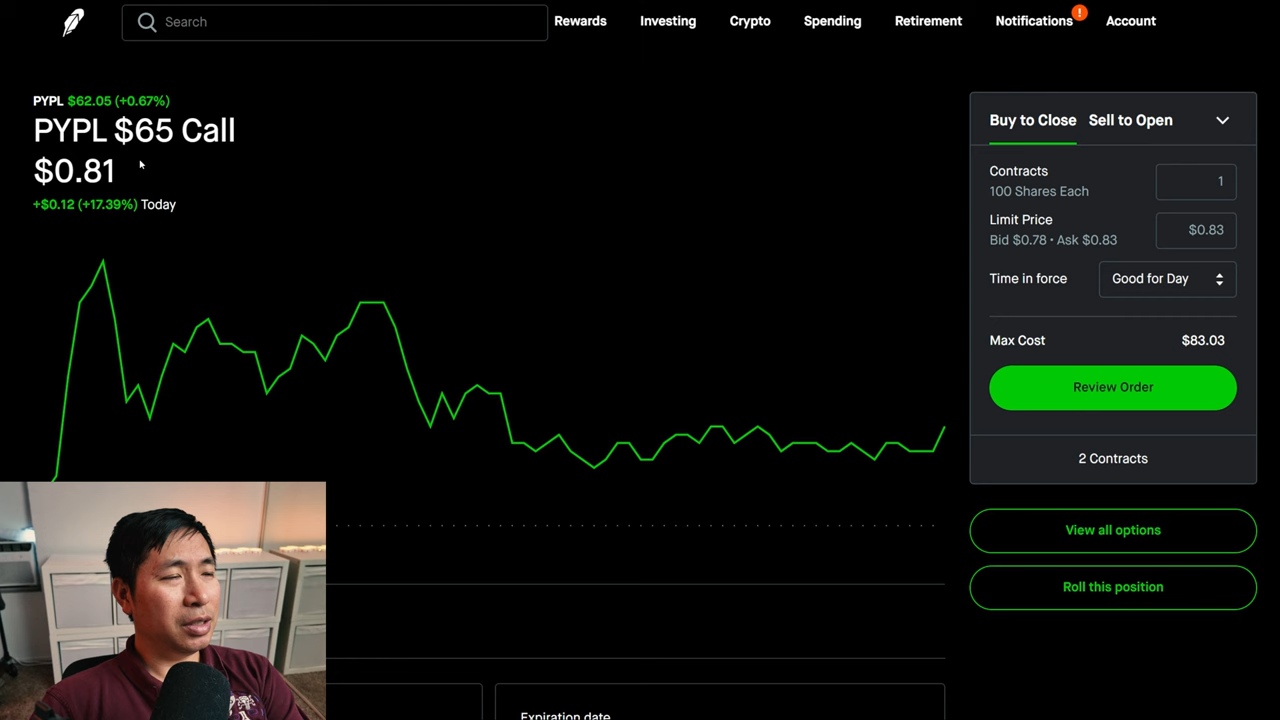 Search
Rewards
Investing
Crypto
Spending
Retirement
Notifications
!
Account
PYPL $62.05 (+0.67%)
PYPL $65 Call
$0.81
+$0.12 (+17.39%) Today
Buy to Close
Sell to Open
Contracts
100 Shares Each
1
Limit Price
Bid $0.78 • Ask $0.83
$0.83
Time in force
Good for Day
Max Cost
$83.03
Review Order
2 Contracts
View all options
Roll this position
Expiration date